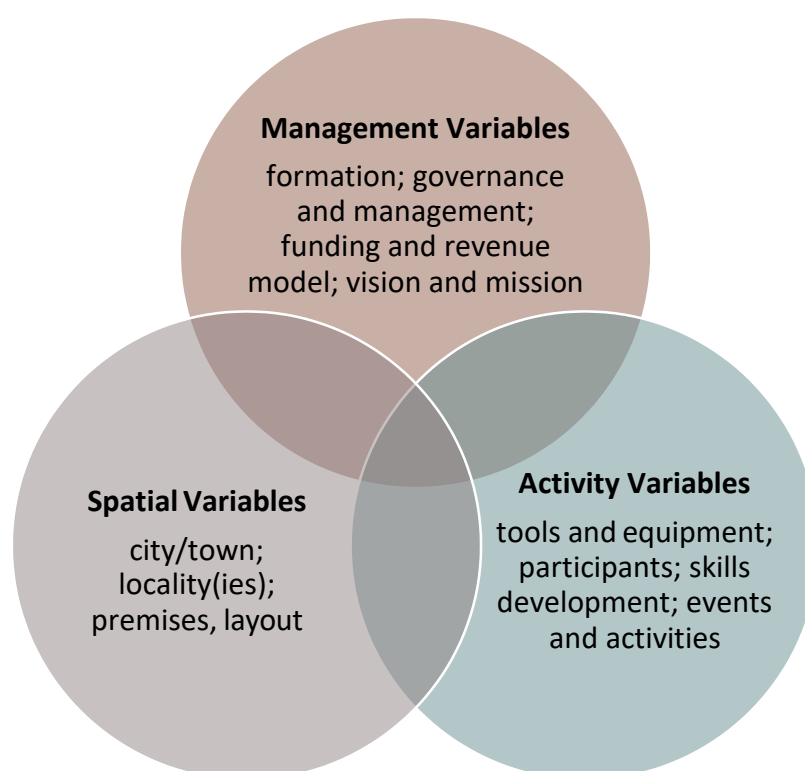 Management Variables
formation; governance
and management;
funding and revenue
model; vision and mission
Spatial Variables
city/town;
locality(ies);
premises, layout
Activity Variables
tools and equipment;
participants; skills
development; events
and activities